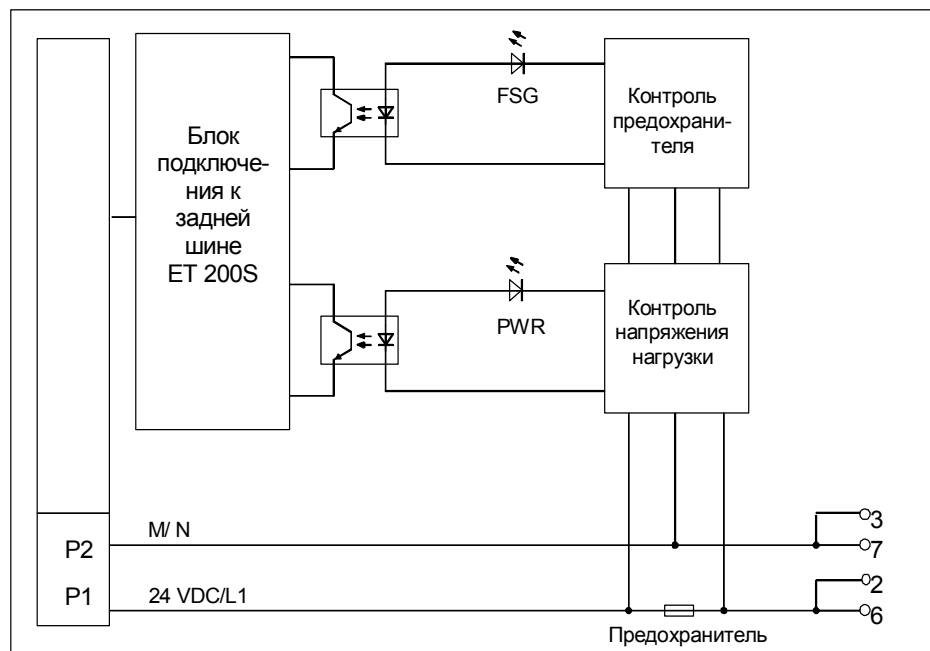 Блок
подключе-
ния к
задней
шине
ET 200S
FSG
Контроль
предохрани-
теля
PWR
Контроль
напряжения
нагрузки
P2
M/ N
3
7
P1
24 VDC/L1
2
6
Предохранитель